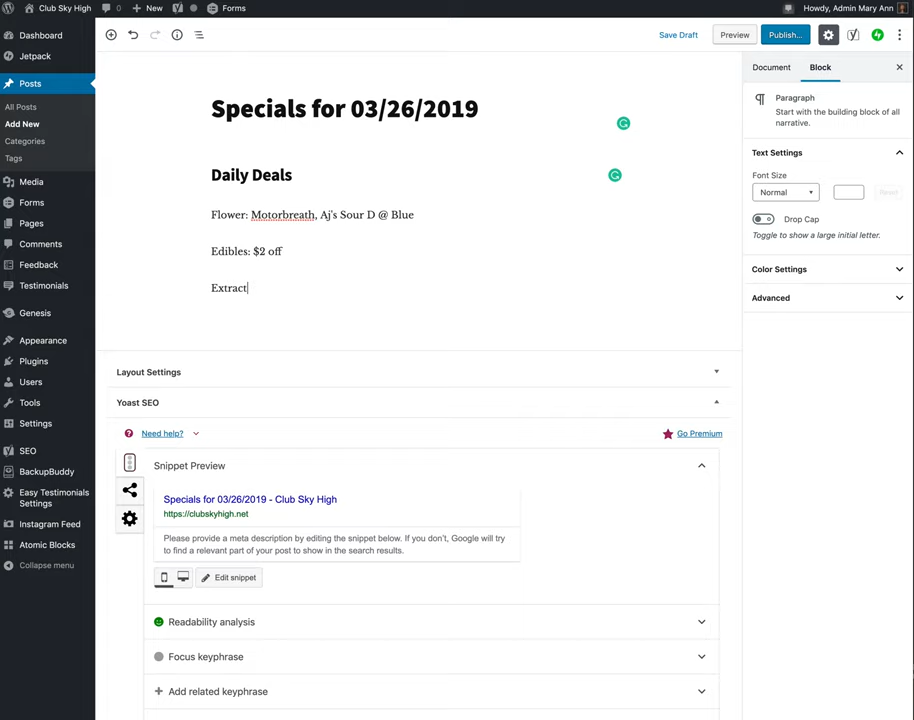 Club Sky High 0 New Forms Howdy, Admin Mary Ann
Dashboard
Jetpack
Posts
All Posts
Add New
Categories
Tags
Media
Forms
Pages
Comments
Feedback
Testimonials
Genesis
Appearance
Plugins
Users
Tools
Settings
SEO
BackupBuddy
Easy Testimonials
Settings
Instagram Feed
Atomic Blocks
Collapse menu
Save Draft Preview Publish...
Specials for 03/26/2019
Daily Deals
Flower: Motorbreath, Aj's Sour D @ Blue
Edibles: $2 off
Extract
Layout Settings
Yoast SEO
Need help? Go Premium
Snippet Preview
Specials for 03/26/2019 - Club Sky High
https://clubskyhigh.net
Please provide a meta description by editing the snippet below. If you don't, Google will try
to find a relevant part of your post to show in the search results.
Edit snippet
Readability analysis
Focus keyphrase
Add related keyphrase
Document Block
Paragraph
Start with the building block of all
narrative.
Text Settings
Font Size
Normal Reset
Drop Cap
Toggle to show a large initial letter.
Color Settings
Advanced